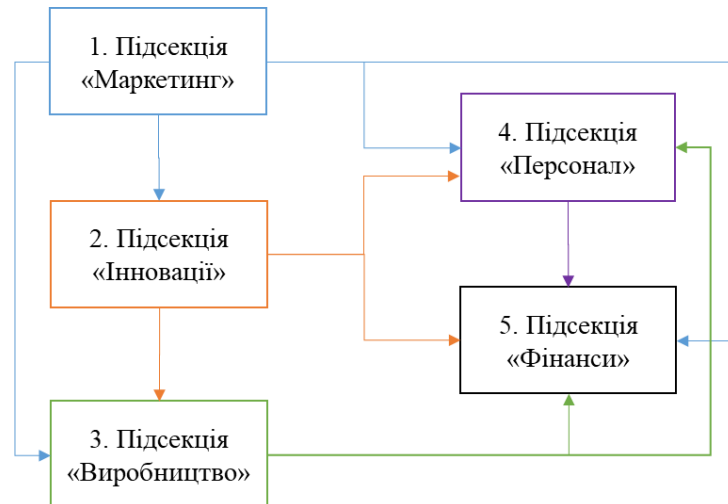 1. Підсекція
«Маркетинг»
2. Підсекція
«Інновації»
3. Підсекція
«Виробництво»
4. Підсекція
«Персонал»
5. Підсекція
«Фінанси»